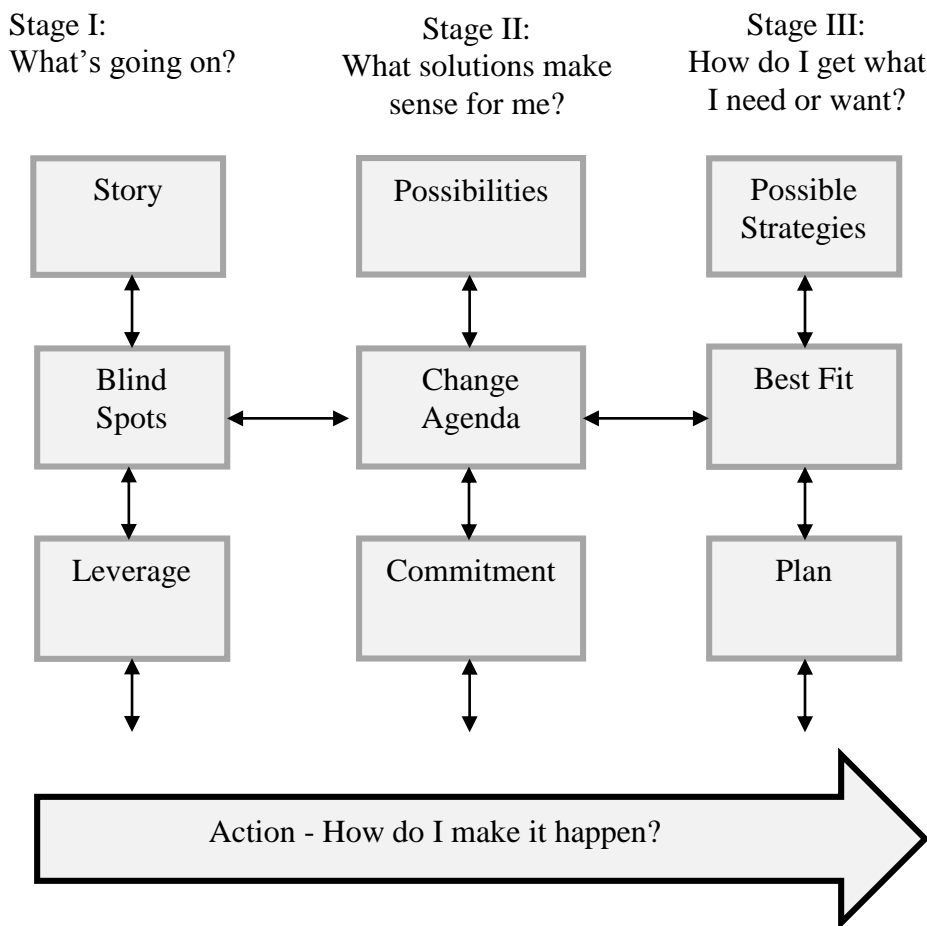 Stage I:
What’s going on?
Stage II:
What solutions make
sense for me?
Stage III:
How do I get what
I need or want?
Story
Possibilities
Possible
Strategies
Blind
Spots
Change
Agenda
Best Fit
Leverage
Commitment
Plan
Action - How do I make it happen?